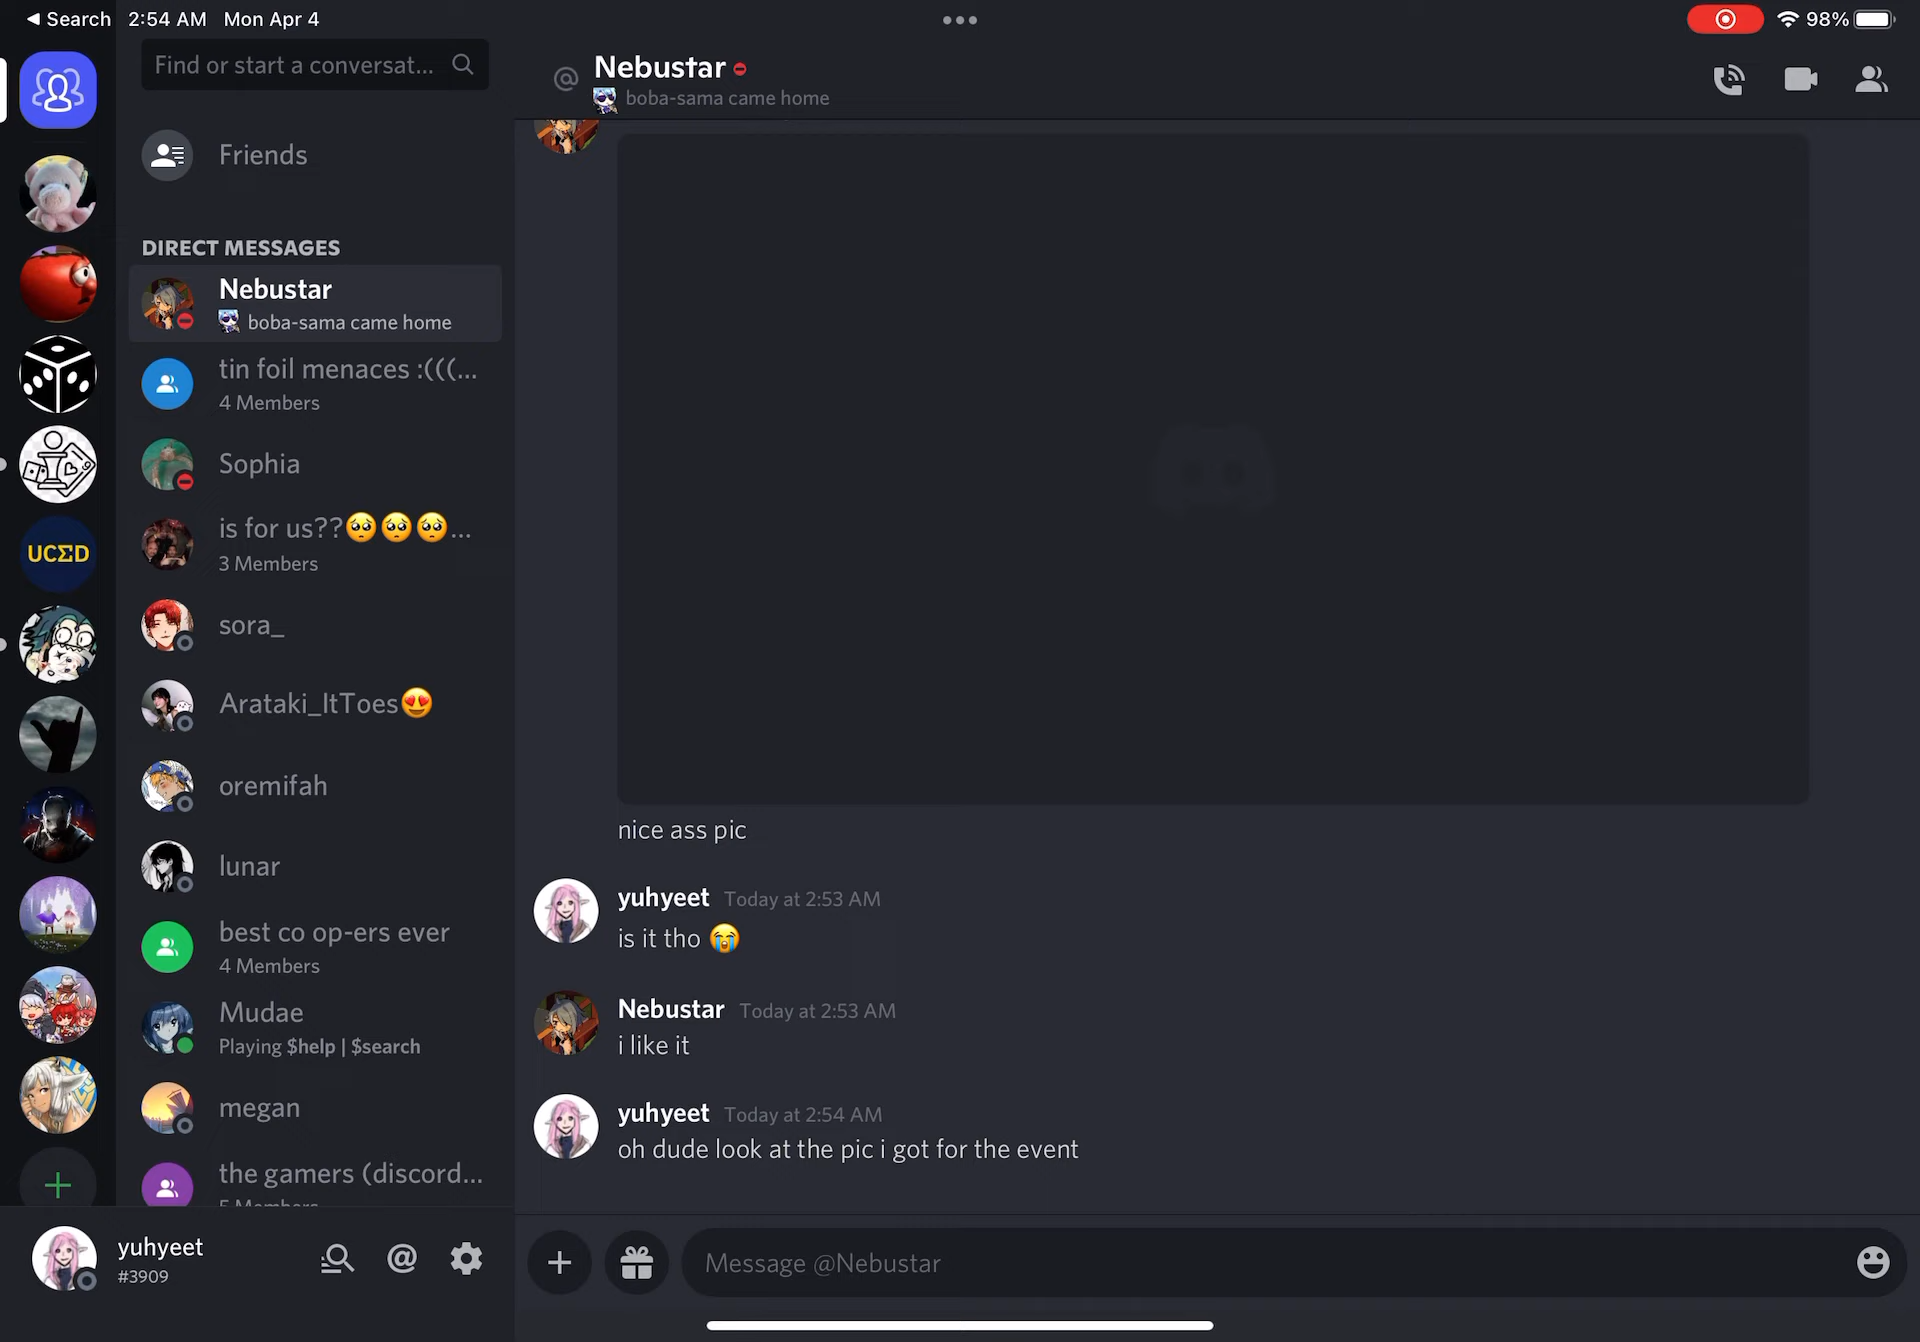 ◀ Search 2:54 AM Mon Apr 4
98%
Find or start a conversat...
Friends
DIRECT MESSAGES
Nebustar
boba-sama came home
tin foil menaces :(((...
4 Members
Sophia
is for us??🥺🥺🥺...
3 Members
sora_
Arataki_ItToes😍
oremifah
lunar
best co op-ers ever
4 Members
Mudae
Playing $help | $search
megan
the gamers (discord...
5 Members
UCΣD
yuhyeet
#3909
Nebustar
boba-sama came home
nice ass pic
yuhyeet Today at 2:53 AM
is it tho 😭
Nebustar Today at 2:53 AM
i like it
yuhyeet Today at 2:54 AM
oh dude look at the pic i got for the event
Message @Nebustar